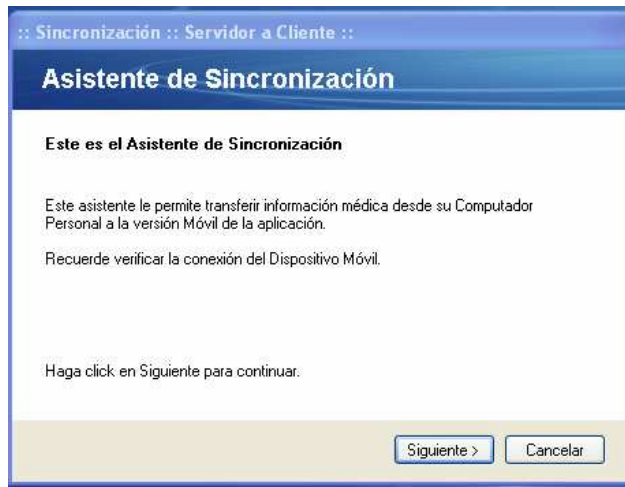 :: Sincronización :: Servidor a Cliente ::
Asistente de Sincronización
Este es el Asistente de Sincronización
Este asistente le permite transferir información médica desde su Computador
Personal a la versión Móvil de la aplicación.
Recuerde verificar la conexión del Dispositivo Móvil.
Haga click en Siguiente para continuar.
Siguiente >
Cancelar